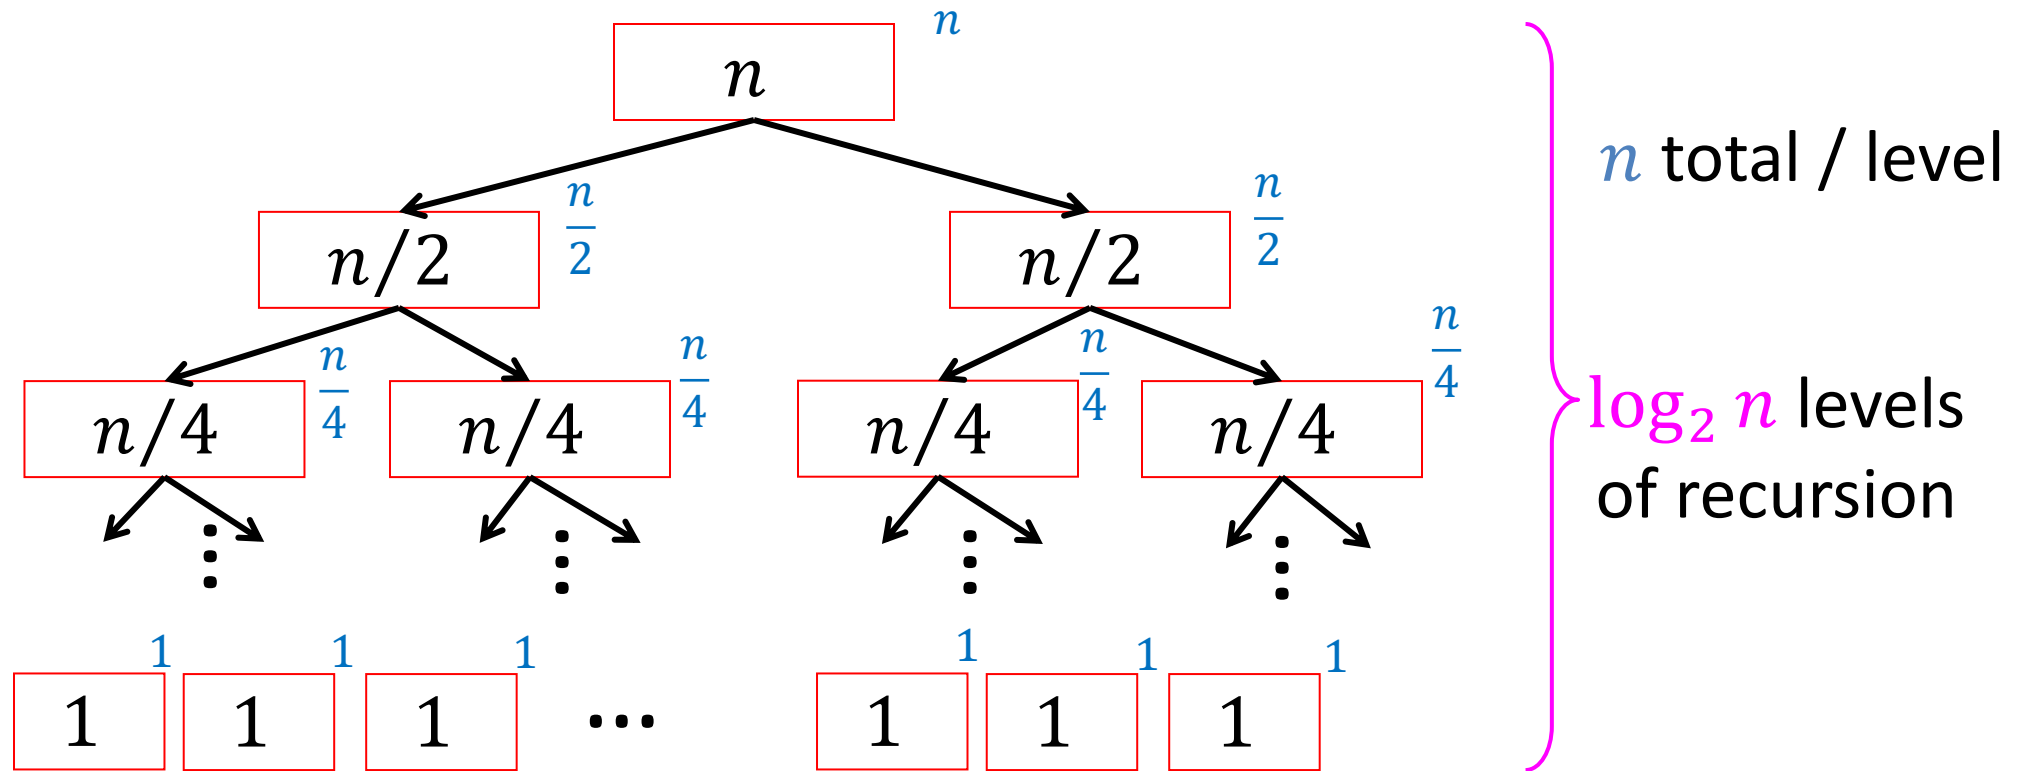 n
n
n/2
n/2
n/2
n/2
n/4
n/4
n/4
n/4
n/4
n/4
n/4
n/4
⋮ ⋮ ⋮ ⋮
1 1 1 1 1 1
1 1 1 ⋯ 1 1 1
n total / level
log₂ n levels
of recursion